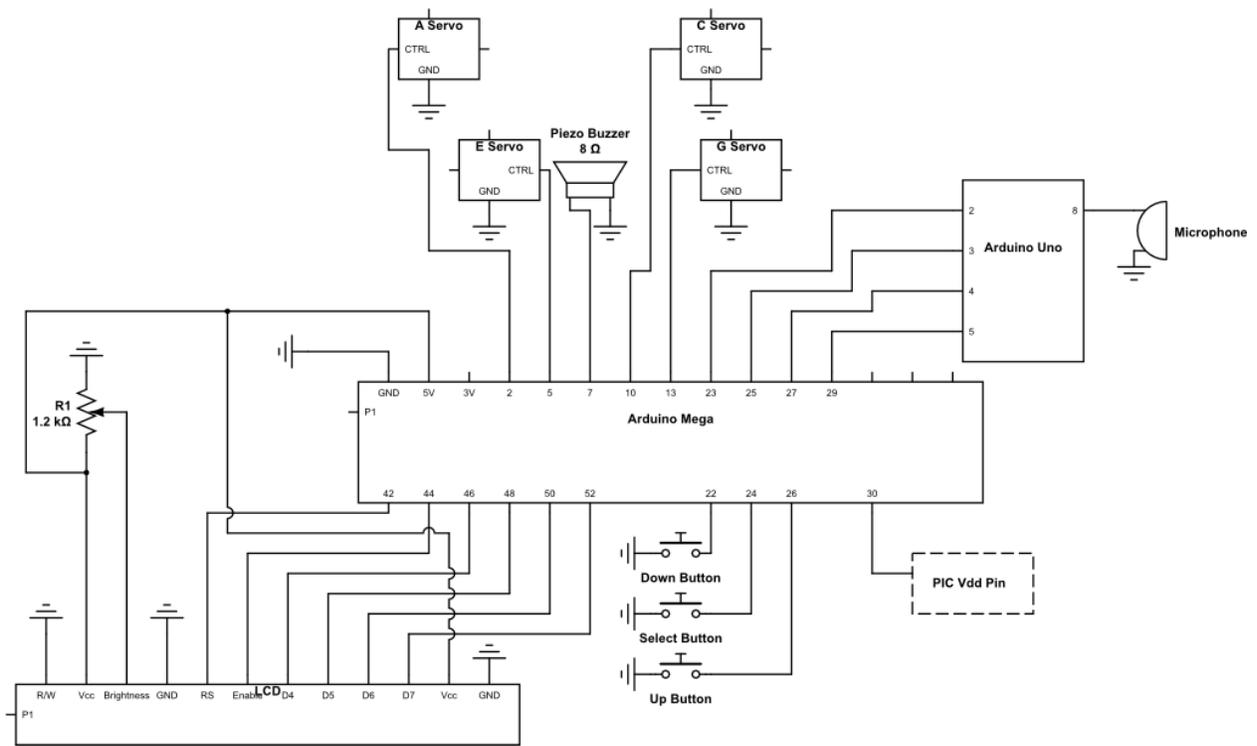 A Servo
CTRL
GND
C Servo
CTRL
GND
E Servo
CTRL
GND
Piezo Buzzer
8 Ω
G Servo
CTRL
GND
2
3
4
5
8
Arduino Uno
Microphone
R1
1.2 kΩ
GND 5V 3V 2 5 7 10 13 23 25 27 29
P1
Arduino Mega
42 44 46 48 50 52 22 24 26 30
Down Button
Select Button
Up Button
PIC Vdd Pin
R/W Vcc Brightness GND RS Enable D4 D5 D6 D7 Vcc GND
LCD
P1